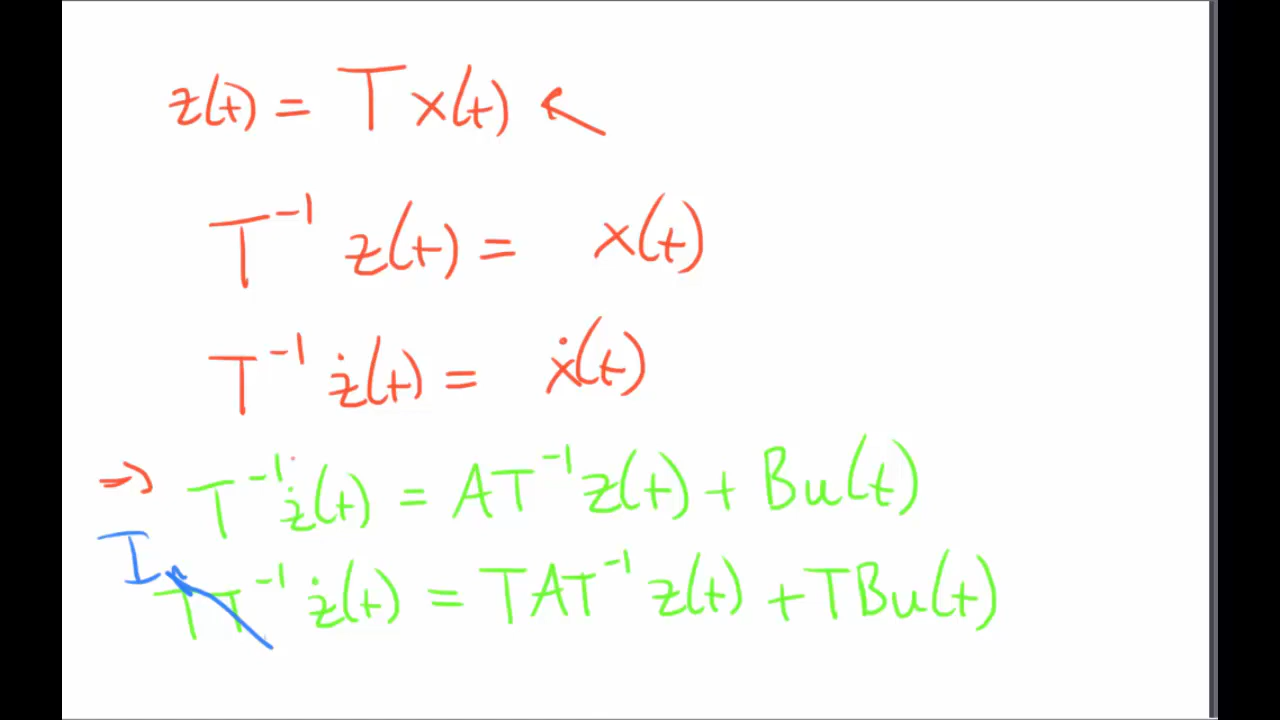 z(t) = T x(t) ↖
T⁻¹ z(t) = x(t)
T⁻¹ ż(t) = ẋ(t)
⇒ T⁻¹ ż(t) = AT⁻¹ z(t) + Bu(t)
I
TT⁻¹ ż(t) = TAT⁻¹ z(t) + TBu(t)